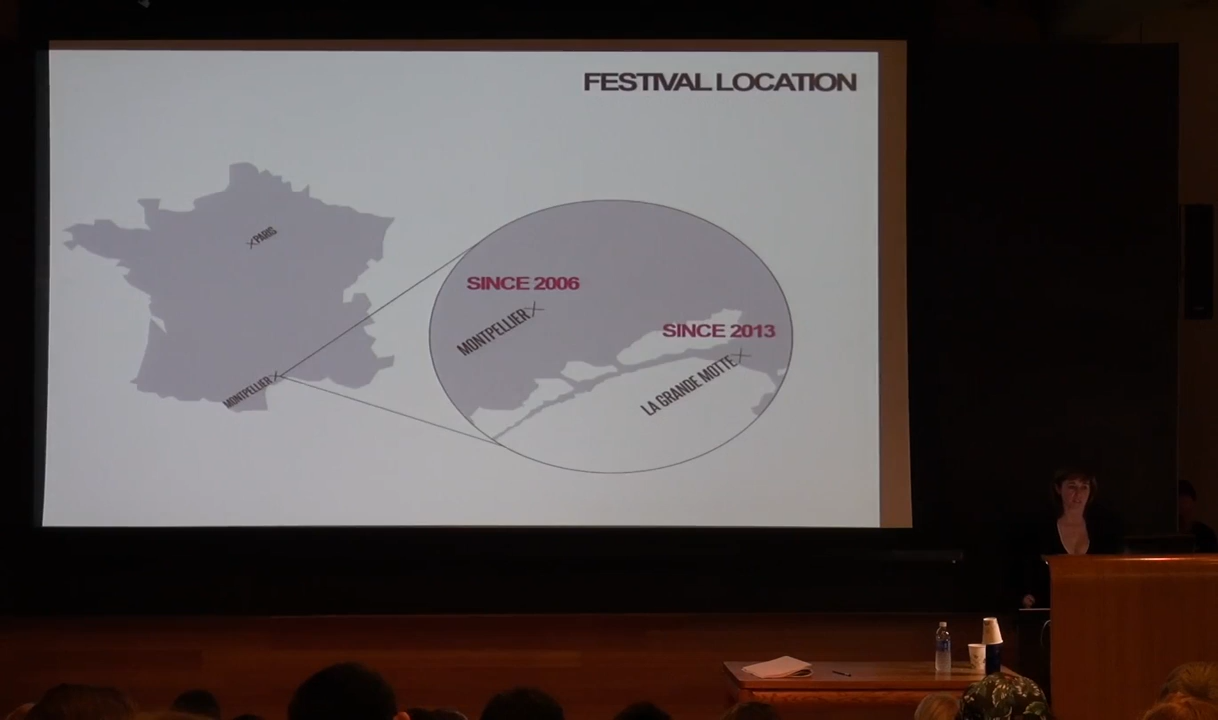 FESTIVAL LOCATION
PARIS
MONTPELLIER
SINCE 2006
MONTPELLIER
SINCE 2013
LA GRANDE MOTTE